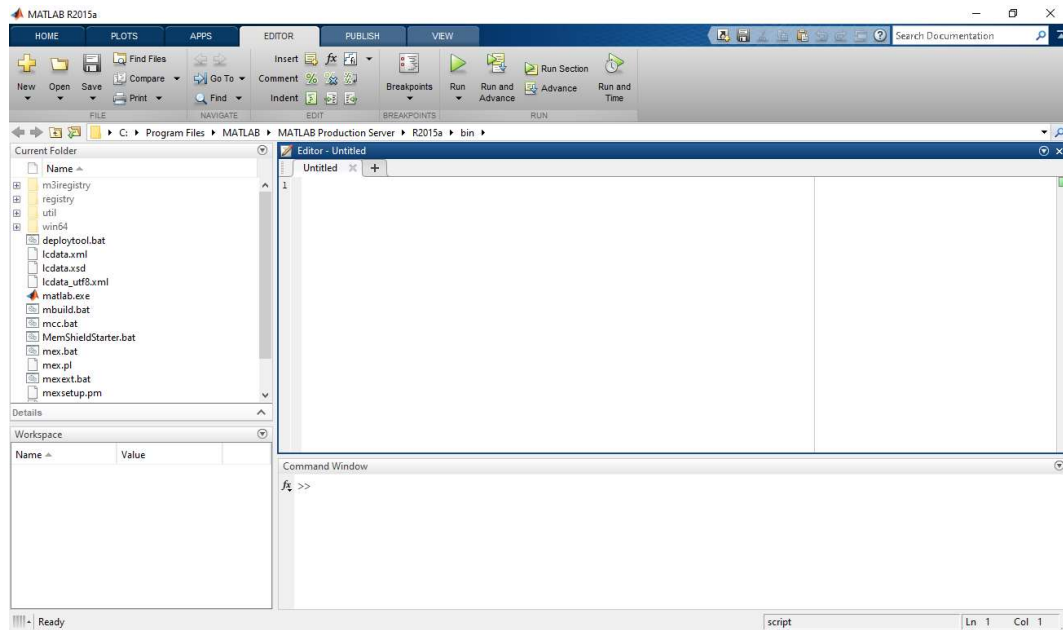 MATLAB R2015a
HOME PLOTS APPS EDITOR PUBLISH VIEW Search Documentation
Find Files Insert fx
New Open Save Compare Go To Comment % Breakpoints Run Run and Advance Run Section Advance Run and Time
Print Find Indent
FILE NAVIGATE EDIT BREAKPOINTS RUN
C: Program Files MATLAB MATLAB Production Server R2015a bin
Current Folder
Name
m3iregistry
registry
util
win64
deploytool.bat
lcdata.xml
lcdata.xsd
lcdata_utf8.xml
matlab.exe
mbuild.bat
mcc.bat
MemShieldStarter.bat
mex.bat
mex.pl
mexext.bat
mexsetup.pm
Details
Workspace
Name Value
Editor - Untitled
Untitled +
1
Command Window
fx >>
Ready script Ln 1 Col 1